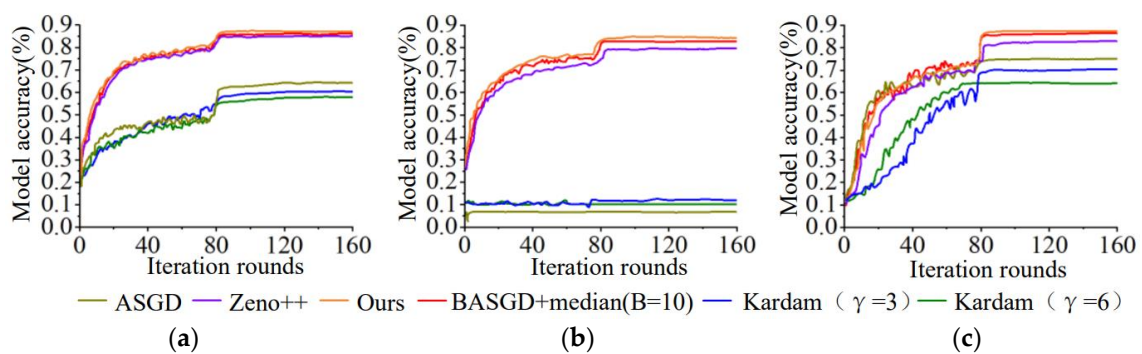 Model accuracy(%)
0.9
0.8
0.7
0.6
0.5
0.4
0.3
0.2
0.1
0.0
0 40 80 120 160
Iteration rounds
Model accuracy(%)
0.9
0.8
0.7
0.6
0.5
0.4
0.3
0.2
0.1
0.0
0 40 80 120 160
Iteration rounds
Model accuracy(%)
0.9
0.8
0.7
0.6
0.5
0.4
0.3
0.2
0.1
0.0
0 40 80 120 160
Iteration rounds
ASGD Zeno++ Ours BASGD+median(B=10) Kardam（γ=3） Kardam（γ=6）
(a) (b) (c)